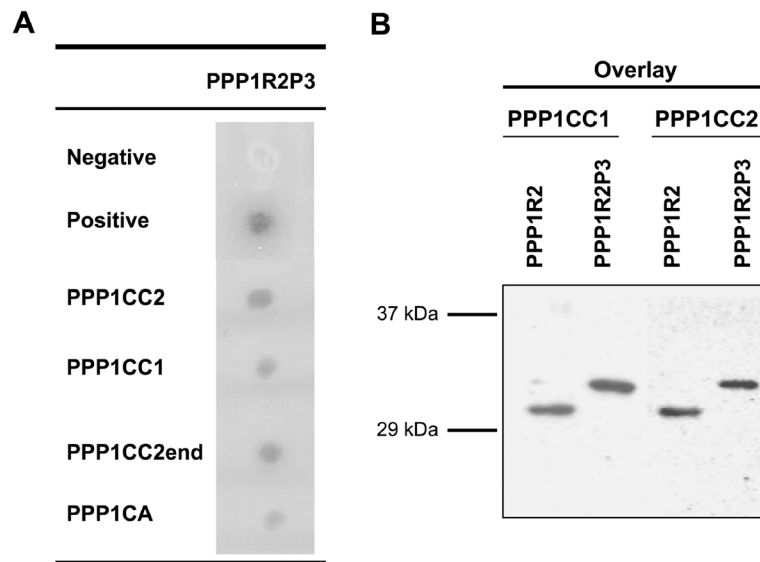 A
PPP1R2P3
Negative
Positive
PPP1CC2
PPP1CC1
PPP1CC2end
PPP1CA
B
Overlay
PPP1CC1 PPP1CC2
PPP1R2 PPP1R2P3 PPP1R2 PPP1R2P3
37 kDa
29 kDa